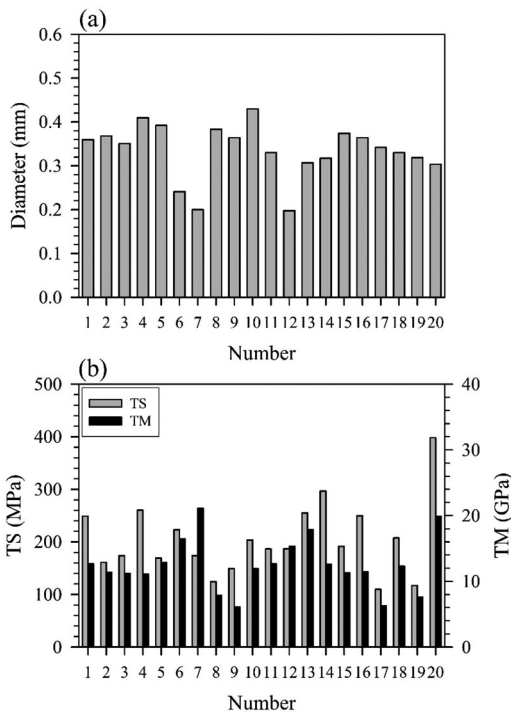 (a)
0.6
0.5
0.4
0.3
0.2
0.1
0.0
Diameter (mm)
1 2 3 4 5 6 7 8 9 10 11 12 13 14 15 16 17 18 19 20
Number
(b)
500
400
300
200
100
0
TS (MPa)
TS
TM
40
30
20
10
0
TM (GPa)
1 2 3 4 5 6 7 8 9 10 11 12 13 14 15 16 17 18 19 20
Number